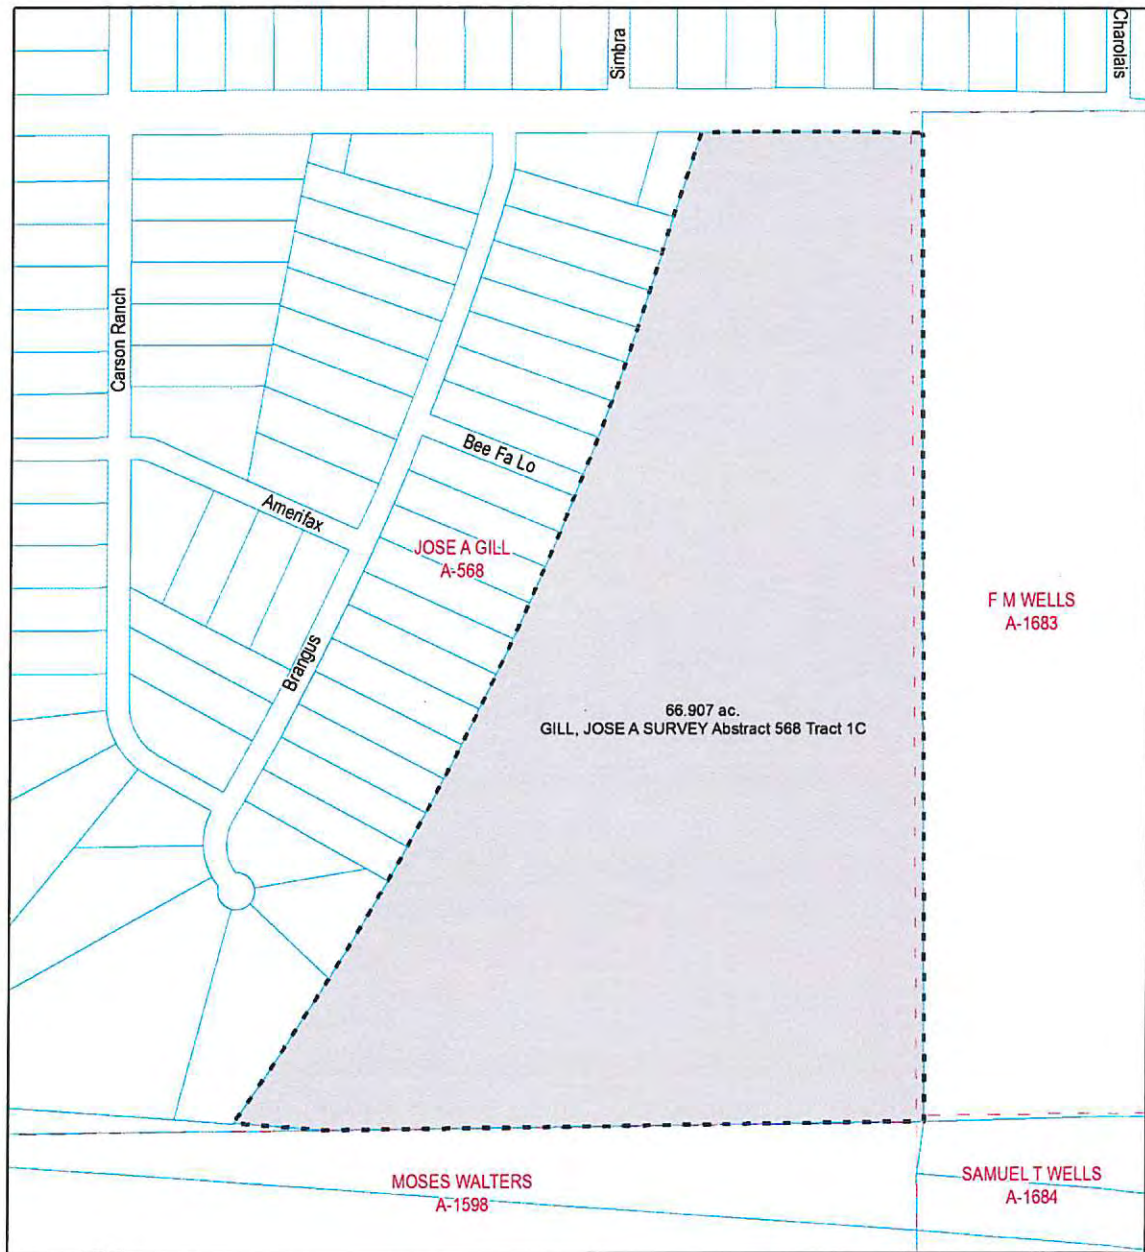 Simbra
Charolais
Carson Ranch
Bee Fa Lo
Amerifax
JOSE A GILL
A-568
F M WELLS
A-1683
Brangus
66.907 ac.
GILL, JOSE A SURVEY Abstract 568 Tract 1C
MOSES WALTERS
A-1598
SAMUEL T WELLS
A-1684